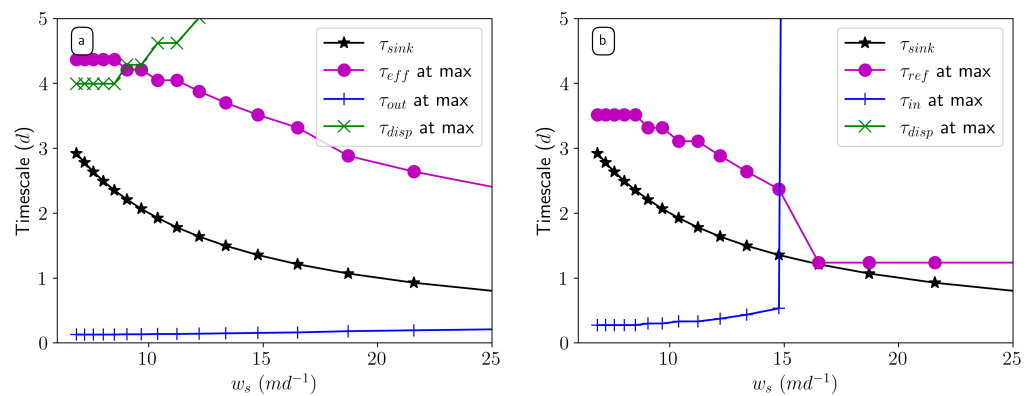 a
τ_sink
τ_eff at max
τ_out at max
τ_disp at max
Timescale (d)
0
1
2
3
4
5
10
15
20
25
w_s (md⁻¹)
b
τ_sink
τ_ref at max
τ_in at max
τ_disp at max
Timescale (d)
0
1
2
3
4
5
10
15
20
25
w_s (md⁻¹)